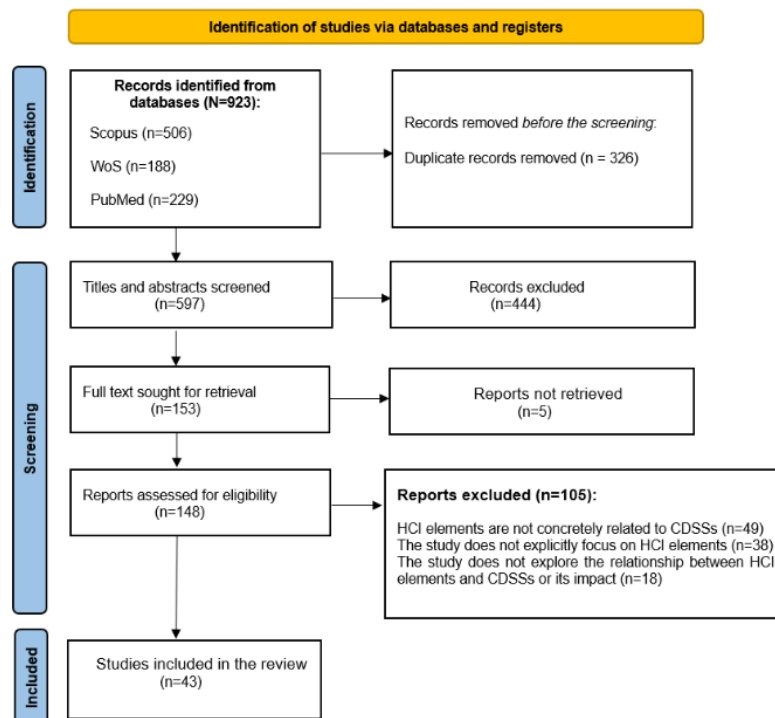 Identification of studies via databases and registers
Identification
Records identified from
databases (N=923):
Scopus (n=506)
WoS (n=188)
PubMed (n=229)
Records removed before the screening:
Duplicate records removed (n = 326)
Screening
Titles and abstracts screened
(n=597)
Records excluded
(n=444)
Full text sought for retrieval
(n=153)
Reports not retrieved
(n=5)
Reports assessed for eligibility
(n=148)
Reports excluded (n=105):
HCI elements are not concretely related to CDSSs (n=49)
The study does not explicitly focus on HCI elements (n=38)
The study does not explore the relationship between HCI
elements and CDSSs or its impact (n=18)
Included
Studies included in the review
(n=43)